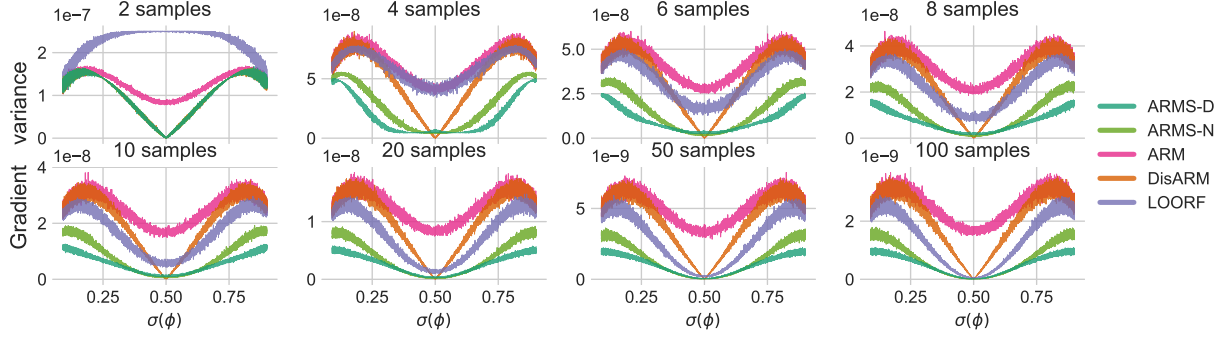 2 samples
4 samples
6 samples
8 samples
1e−7
1e−8
1e−8
1e−8
2
1
0
5
0
5.0
2.5
0.0
4
2
0
10 samples
20 samples
50 samples
100 samples
1e−8
1e−8
1e−9
1e−9
4
2
0
1
0
5
0
2
0
0.25 0.50 0.75
0.25 0.50 0.75
0.25 0.50 0.75
0.25 0.50 0.75
σ(ϕ)
σ(ϕ)
σ(ϕ)
σ(ϕ)
Gradient variance
ARMS-D
ARMS-N
ARM
DisARM
LOORF